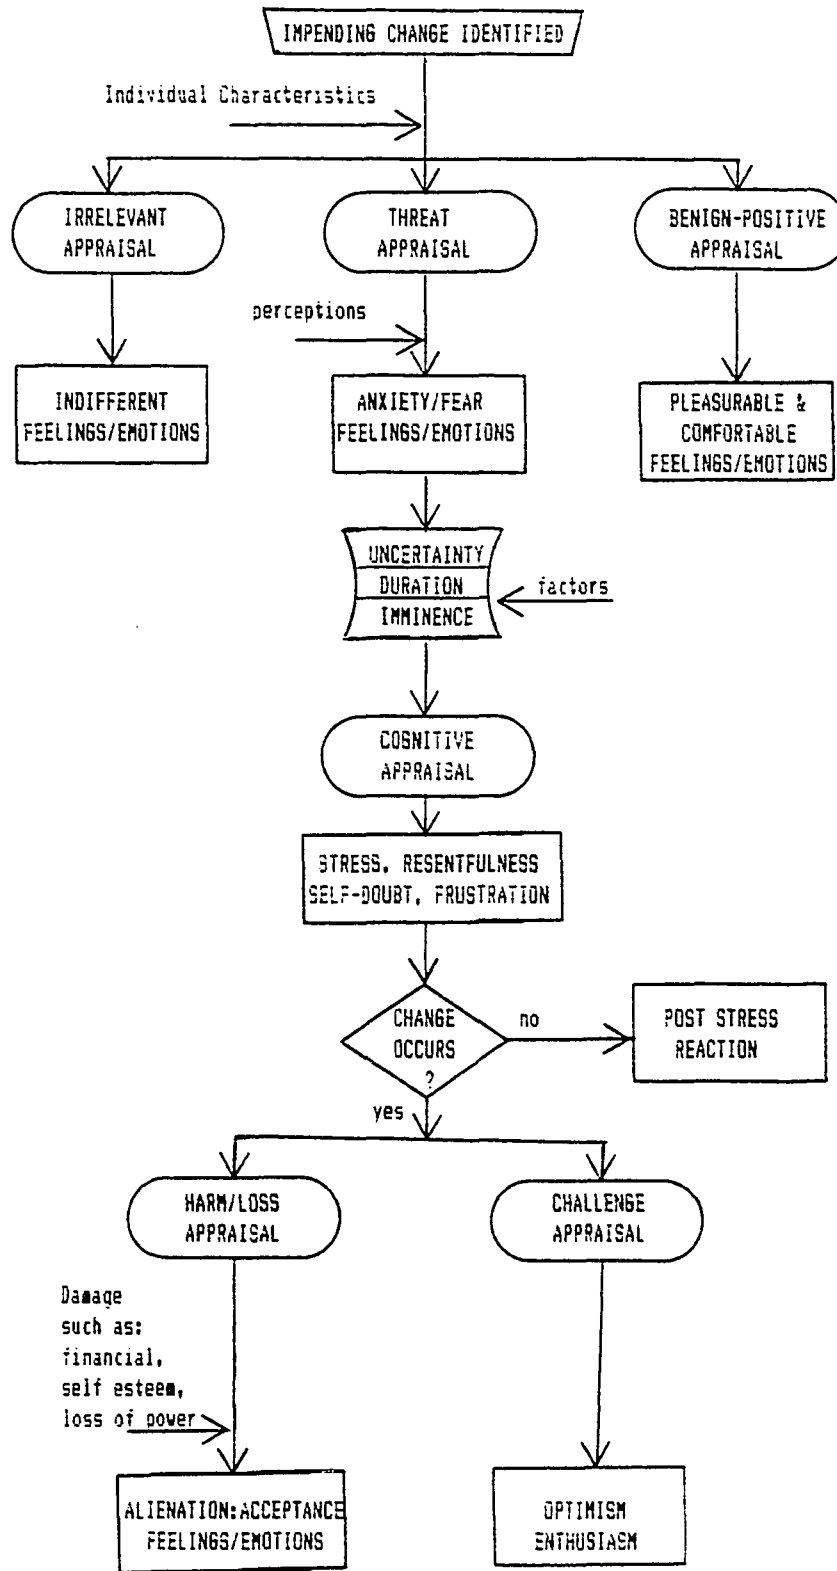 IMPENDING CHANGE IDENTIFIED
Individual Characteristics
IRRELEVANT
APPRAISAL
THREAT
APPRAISAL
BENIGN-POSITIVE
APPRAISAL
perceptions
INDIFFERENT
FEELINGS/EMOTIONS
ANXIETY/FEAR
FEELINGS/EMOTIONS
PLEASURABLE &
COMFORTABLE
FEELINGS/EMOTIONS
UNCERTAINTY
DURATION
IMMINENCE
factors
COGNITIVE
APPRAISAL
STRESS, RESENTFULNESS
SELF-DOUBT, FRUSTRATION
CHANGE
OCCURS
?
no
POST STRESS
REACTION
yes
HARM/LOSS
APPRAISAL
CHALLENGE
APPRAISAL
Damage
such as:
financial,
self esteem,
loss of power
ALIENATION:ACCEPTANCE
FEELINGS/EMOTIONS
OPTIMISM
ENTHUSIASM